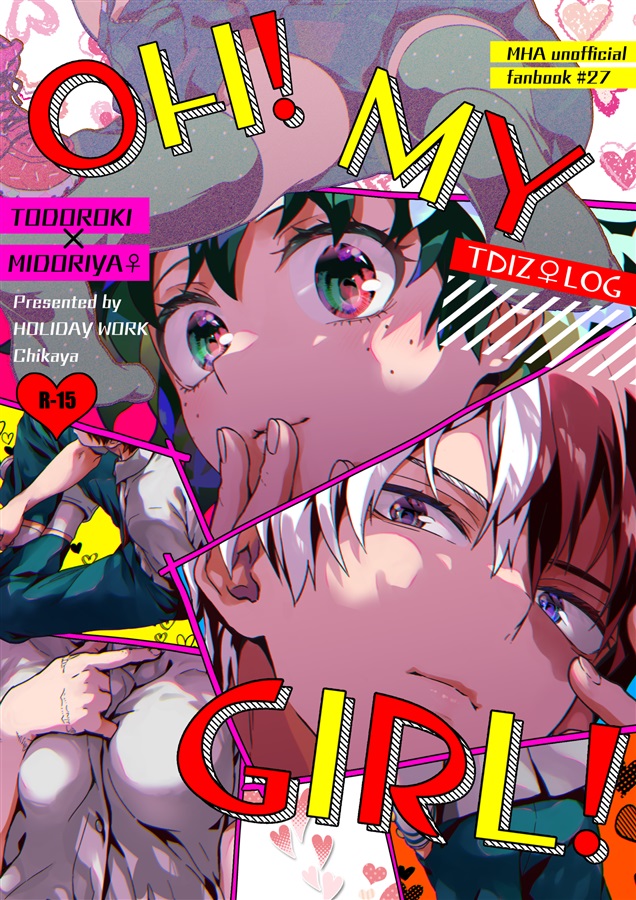 OH! MY
MHA unofficial
fanbook #27
TODOROKI
×
MIDORIYA♀
TDIZ♀LOG
Presented by
HOLIDAY WORK
Chikaya
R-15
GIRL!